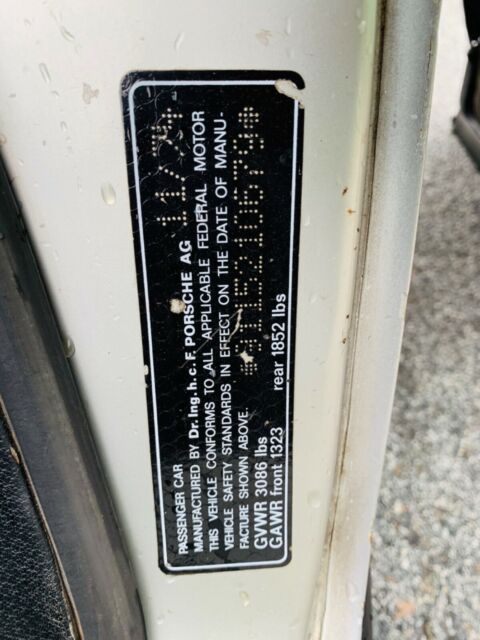 PASSENGER CAR 11/74*
MANUFACTURED BY Dr. Ing. h. c. F. PORSCHE AG
THIS VEHICLE CONFORMS TO ALL APPLICABLE FEDERAL MOTOR
VEHICLE SAFETY STANDARDS IN EFFECT ON THE DATE OF MANU-
FACTURE SHOWN ABOVE. *9115210679*
GVWR 3086 lbs
GAWR front 1323 rear 1852 lbs